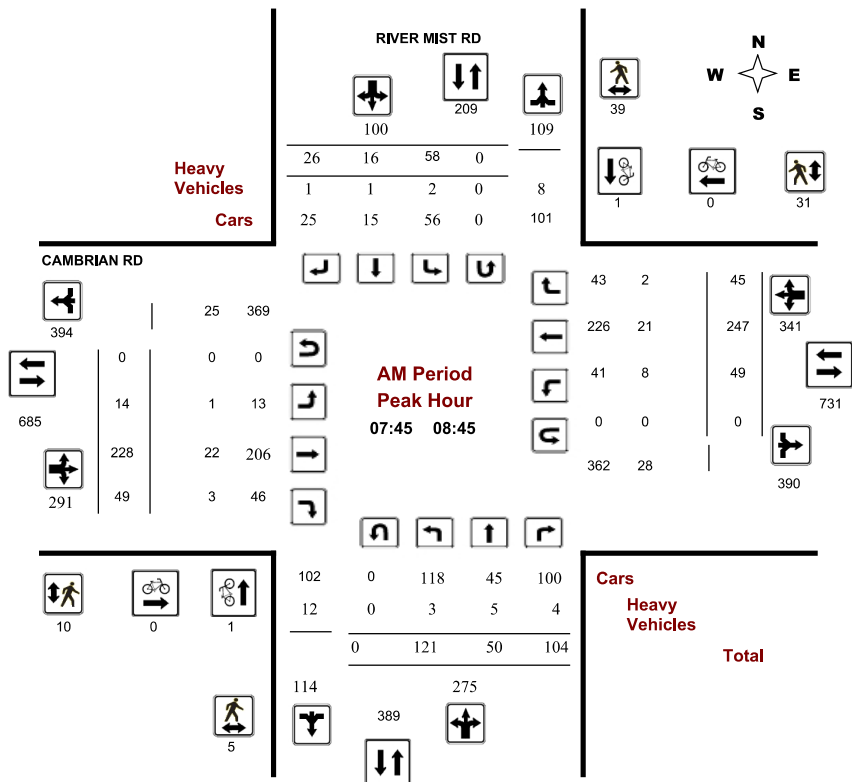 RIVER MIST RD
N
W E
S
100 209 109 39
26 16 58 0
Heavy
Vehicles
1 1 2 0 8
Cars
25 15 56 0 101
1 0 31
CAMBRIAN RD
394
25 369
43 2 45
341
0 0 0
226 21 247
685
14 1 13
AM Period
Peak Hour
07:45 08:45
41 8 49
731
228 22 206
0 0 0
291
49 3 46
362 28
390
102 0 118 45 100
Cars
12 0 3 5 4
Heavy
Vehicles
0 121 50 104
Total
10 0 1
114 389 275
5